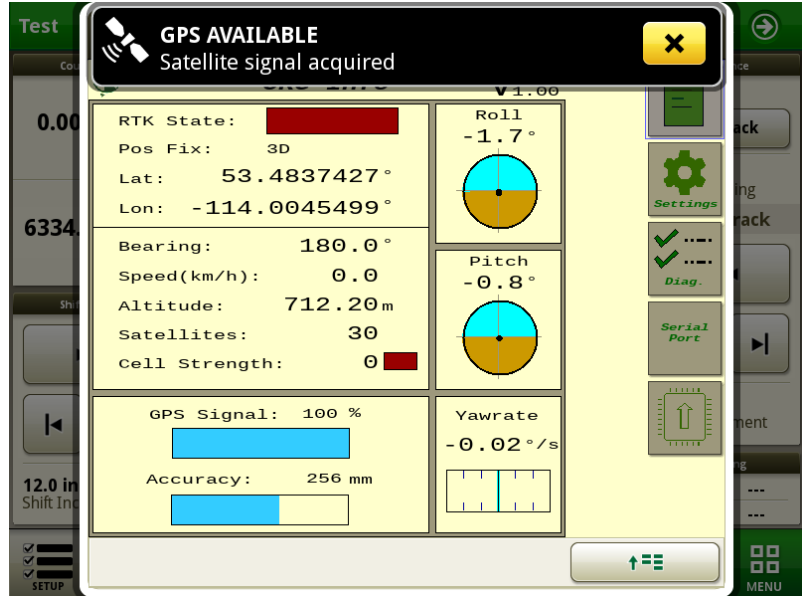 Test
GPS AVAILABLE
Satellite signal acquired
V1.00
RTK State:
Pos Fix: 3D
Lat: 53.4837427°
Lon: -114.0045499°
Bearing: 180.0°
Speed(km/h): 0.0
Altitude: 712.20m
Satellites: 30
Cell Strength: 0
GPS Signal: 100 %
Accuracy: 256 mm
Roll
-1.7°
Pitch
-0.8°
Yawrate
-0.02°/s
Settings
Diag.
Serial
Port
0.00
6334.
12.0 in
Shift Inc
SETUP
ack
ing
rack
ment
---
---
MENU